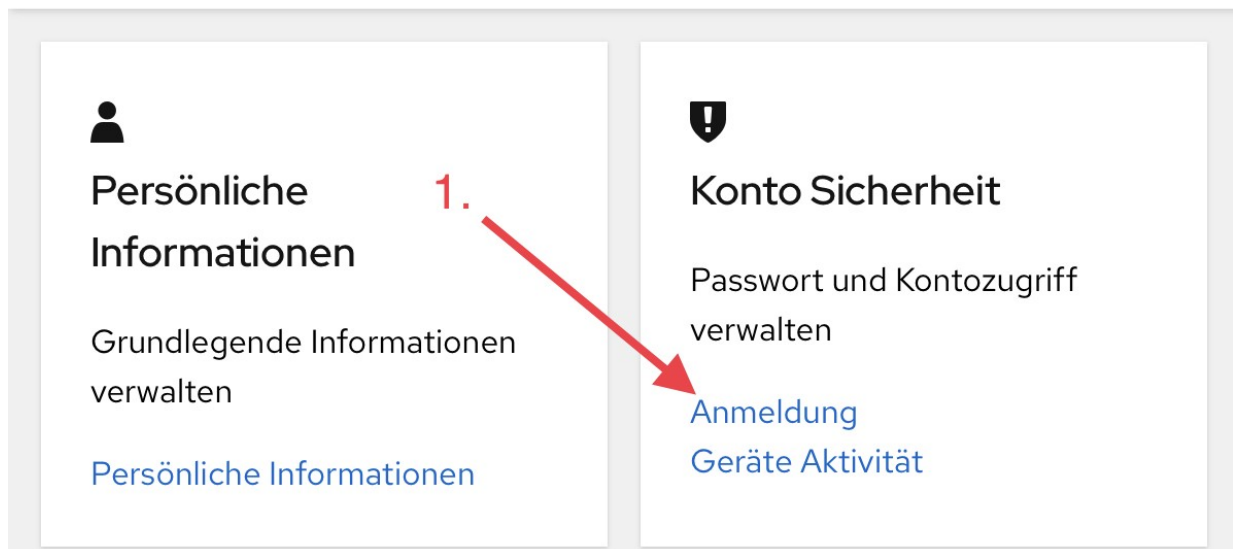 Persönliche
Informationen
Grundlegende Informationen
verwalten
Persönliche Informationen
1.
Konto Sicherheit
Passwort und Kontozugriff
verwalten
Anmeldung
Geräte Aktivität